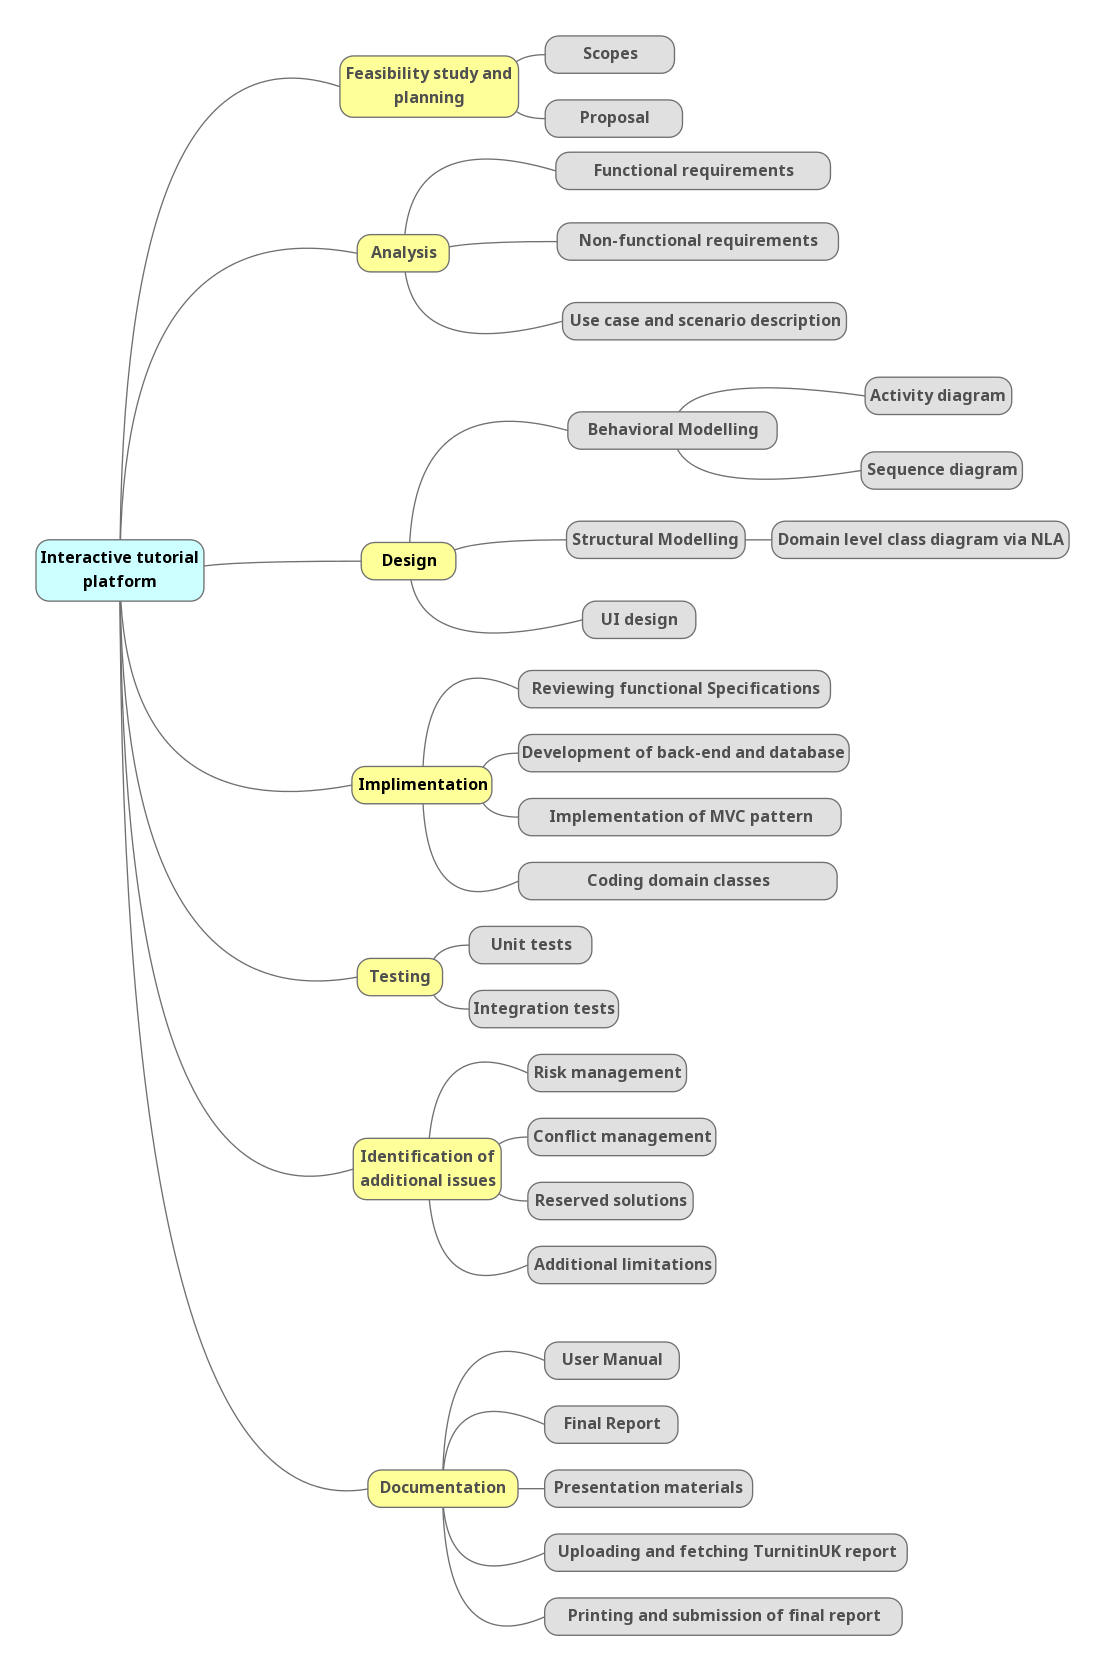 Scopes
Feasibility study and
planning
Proposal
Functional requirements
Non-functional requirements
Analysis
Use case and scenario description
Activity diagram
Behavioral Modelling
Sequence diagram
Structural Modelling
Domain level class diagram via NLA
Interactive tutorial
platform
Design
UI design
Reviewing functional Specifications
Development of back-end and database
Implimentation
Implementation of MVC pattern
Coding domain classes
Unit tests
Testing
Integration tests
Risk management
Conflict management
Identification of
additional issues
Reserved solutions
Additional limitations
User Manual
Final Report
Documentation
Presentation materials
Uploading and fetching TurnitinUK report
Printing and submission of final report